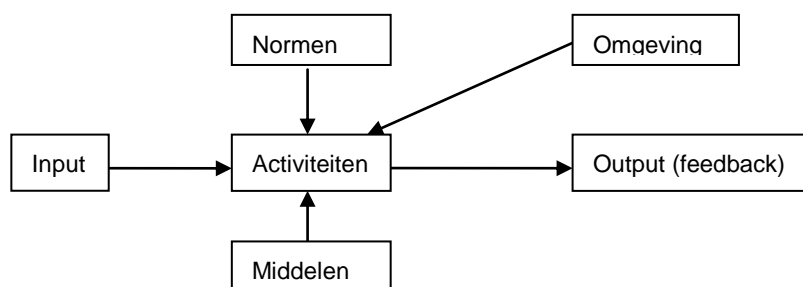 Normen
Omgeving
Input
Activiteiten
Output (feedback)
Middelen